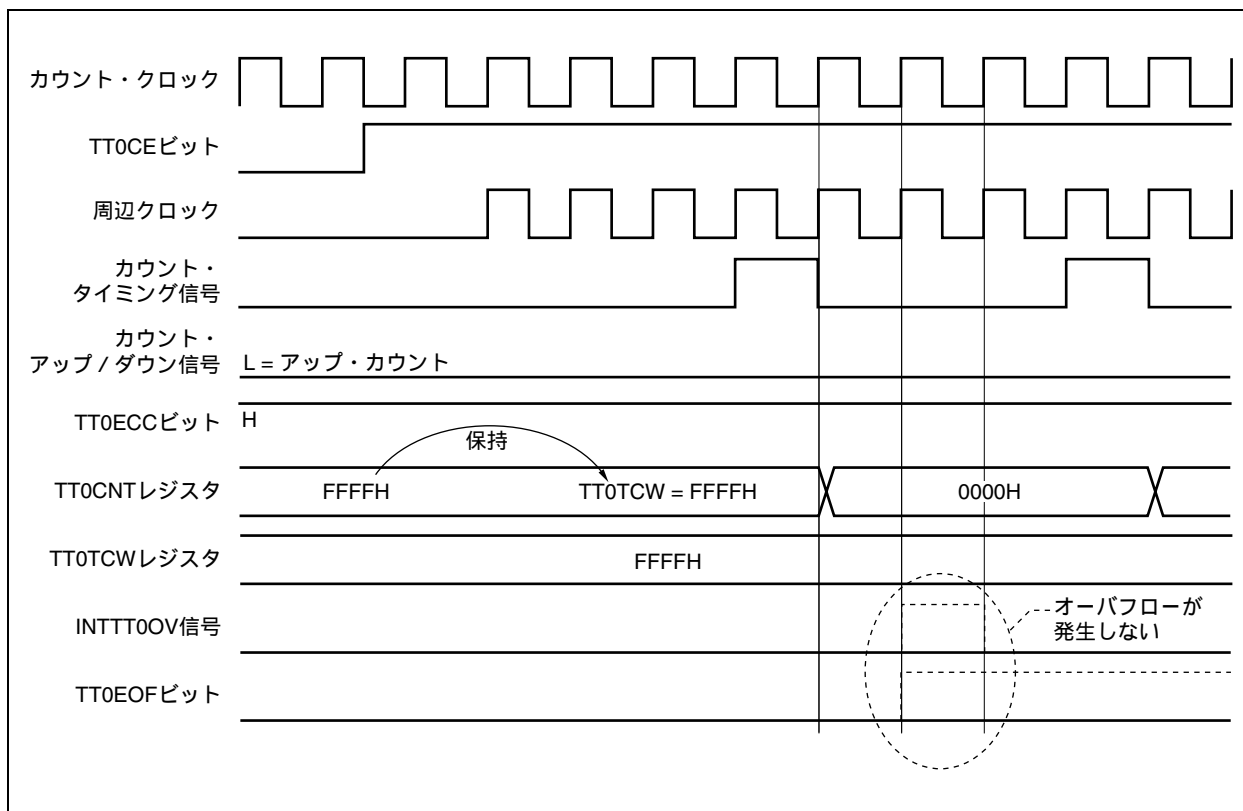 カウント・クロック
TT0CEビット
周辺クロック
カウント・
タイミング信号
カウント・
アップ / ダウン信号
L = アップ・カウント
TT0ECCビット
H
保持
TT0CNTレジスタ
FFFFH
TT0TCW = FFFFH
0000H
TT0TCWレジスタ
FFFFH
INTTT0OV信号
オーバフローが
発生しない
TT0EOFビット